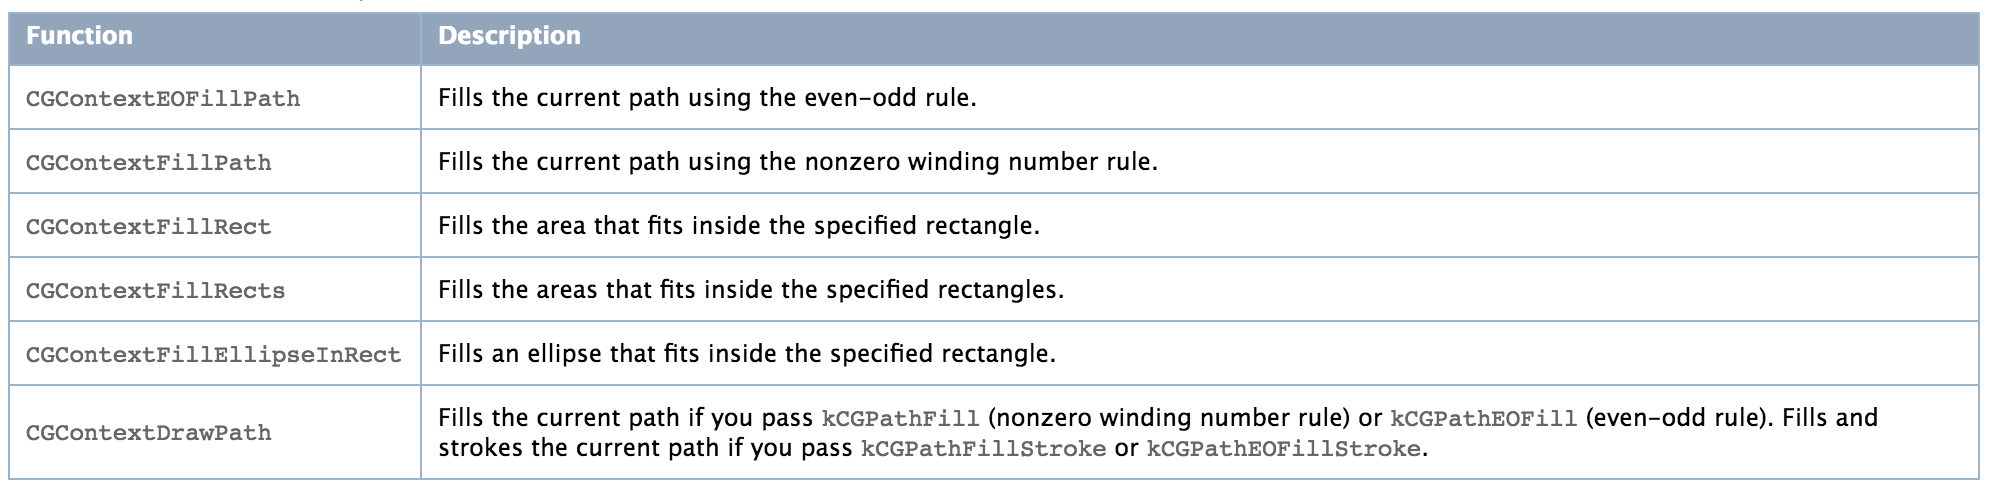 Function Description
CGContextEOFillPath Fills the current path using the even-odd rule.
CGContextFillPath Fills the current path using the nonzero winding number rule.
CGContextFillRect Fills the area that fits inside the specified rectangle.
CGContextFillRects Fills the areas that fits inside the specified rectangles.
CGContextFillEllipseInRect Fills an ellipse that fits inside the specified rectangle.
CGContextDrawPath Fills the current path if you pass kCGPathFill (nonzero winding number rule) or kCGPathEOFill (even-odd rule). Fills and
strokes the current path if you pass kCGPathFillStroke or kCGPathEOFillStroke.